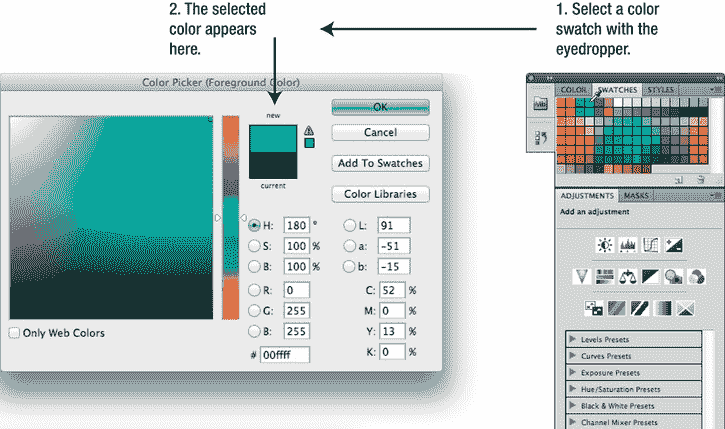 2. The selected
color appears
here.
1. Select a color
swatch with the
eyedropper.
Color Picker (Foreground Color)
new
current
OK
Cancel
Add To Swatches
Color Libraries
H: 180 °
S: 100 %
B: 100 %
R: 0
G: 255
B: 255
# 00ffff
L: 91
a: -51
b: -15
C: 52 %
M: 0 %
Y: 13 %
K: 0 %
Only Web Colors
COLOR SWATCHES STYLES
ADJUSTMENTS MASKS
Add an adjustment
Levels Presets
Curves Presets
Exposure Presets
Hue/Saturation Presets
Black & White Presets
Channel Mixer Presets